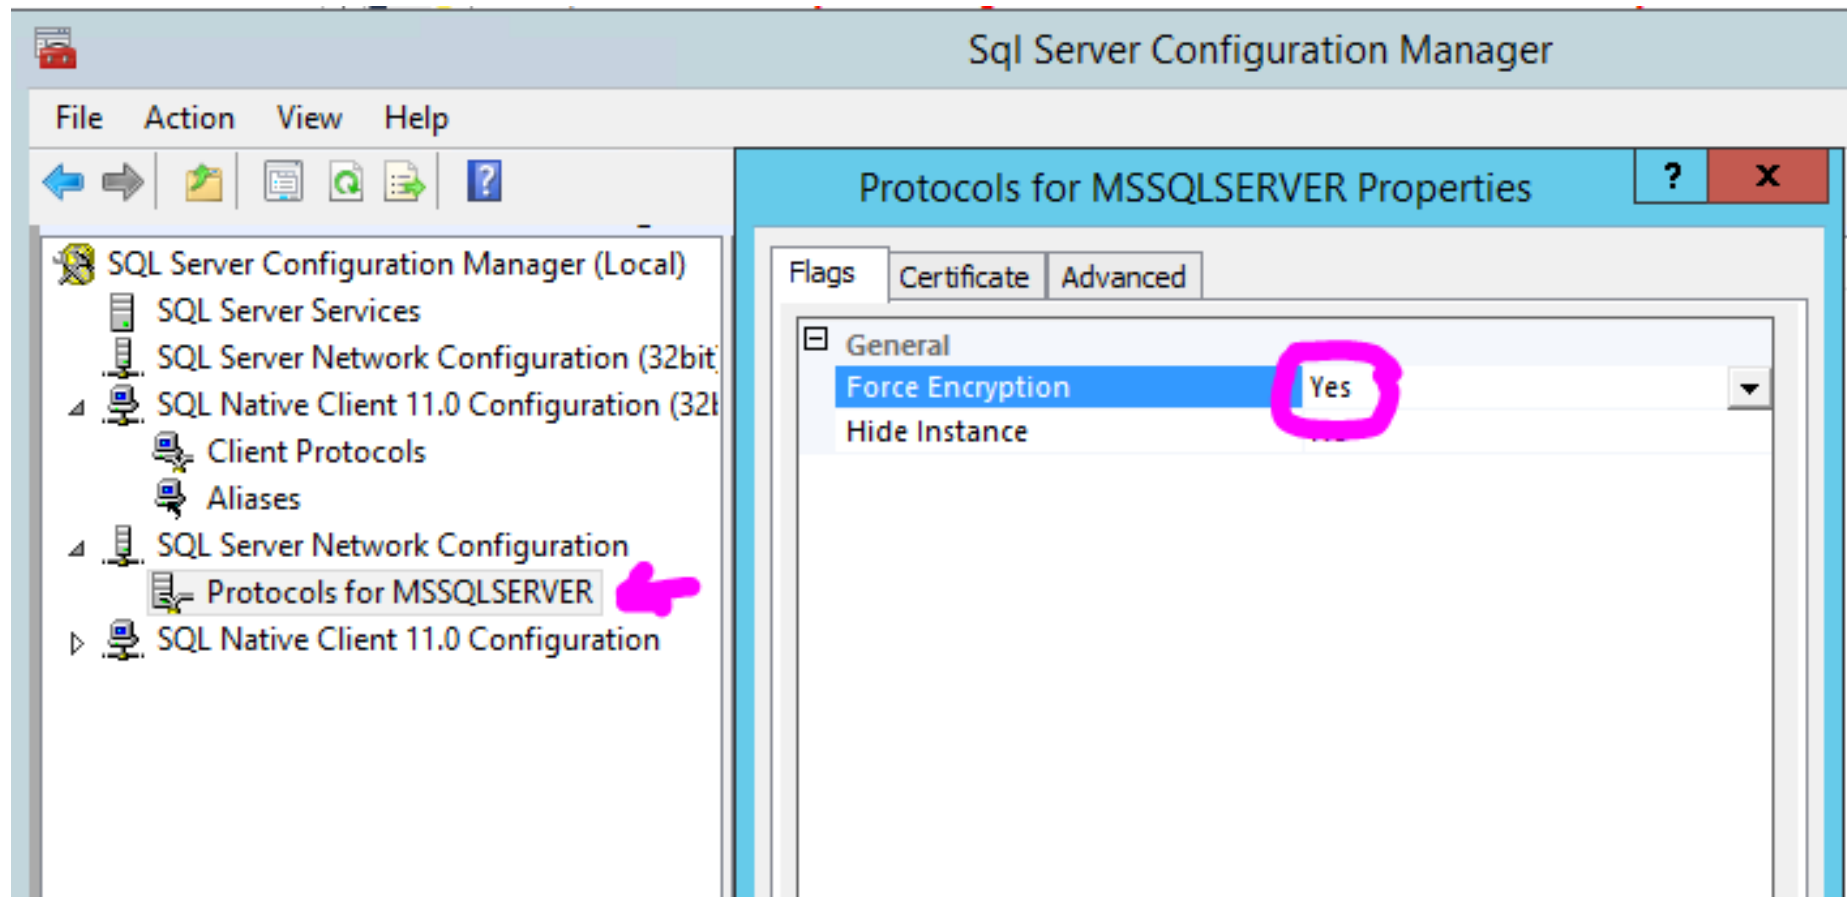 Sql Server Configuration Manager
File Action View Help
?
Protocols for MSSQLSERVER Properties ? x
SQL Server Configuration Manager (Local)
SQL Server Services
SQL Server Network Configuration (32bit
SQL Native Client 11.0 Configuration (32
Client Protocols
Aliases
SQL Server Network Configuration
Protocols for MSSQLSERVER
SQL Native Client 11.0 Configuration
Flags Certificate Advanced
General
Force Encryption Yes
Hide Instance